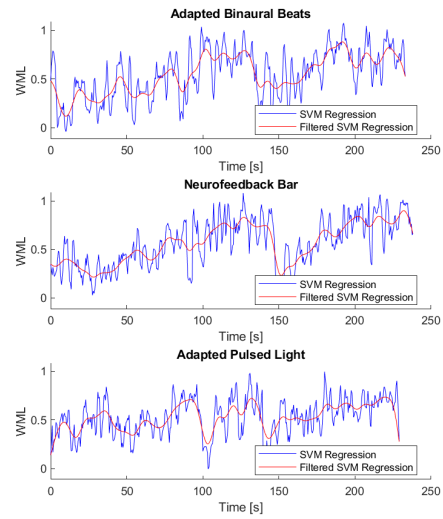 Adapted Binaural Beats
1
0.5
0
WML
SVM Regression
Filtered SVM Regression
0 50 100 150 200 250
Time [s]
Neurofeedback Bar
1
0.5
0
WML
SVM Regression
Filtered SVM Regression
0 50 100 150 200 250
Time [s]
Adapted Pulsed Light
1
0.5
0
WML
SVM Regression
Filtered SVM Regression
0 50 100 150 200 250
Time [s]